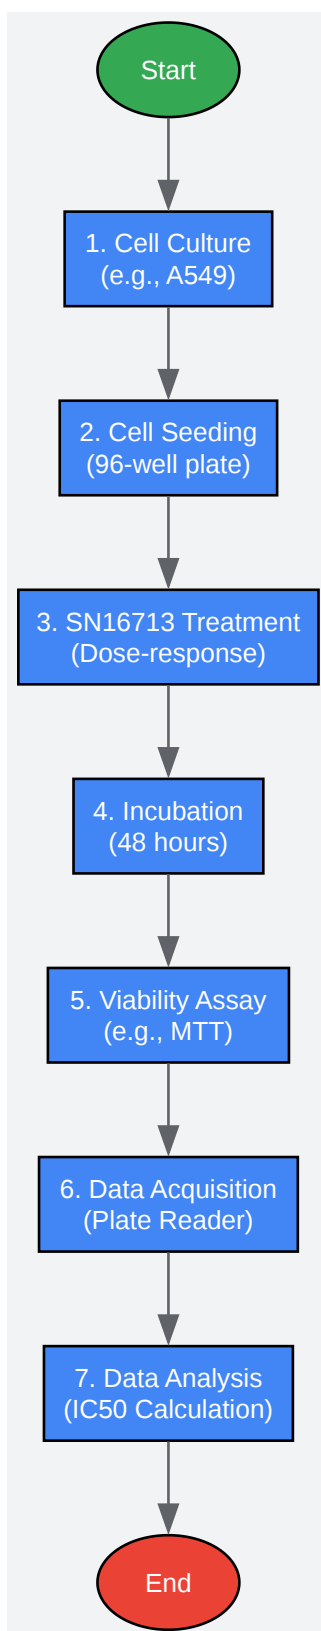 Start
1. Cell Culture
(e.g., A549)
2. Cell Seeding
(96-well plate)
3. SN16713 Treatment
(Dose-response)
4. Incubation
(48 hours)
5. Viability Assay
(e.g., MTT)
6. Data Acquisition
(Plate Reader)
7. Data Analysis
(IC50 Calculation)
End